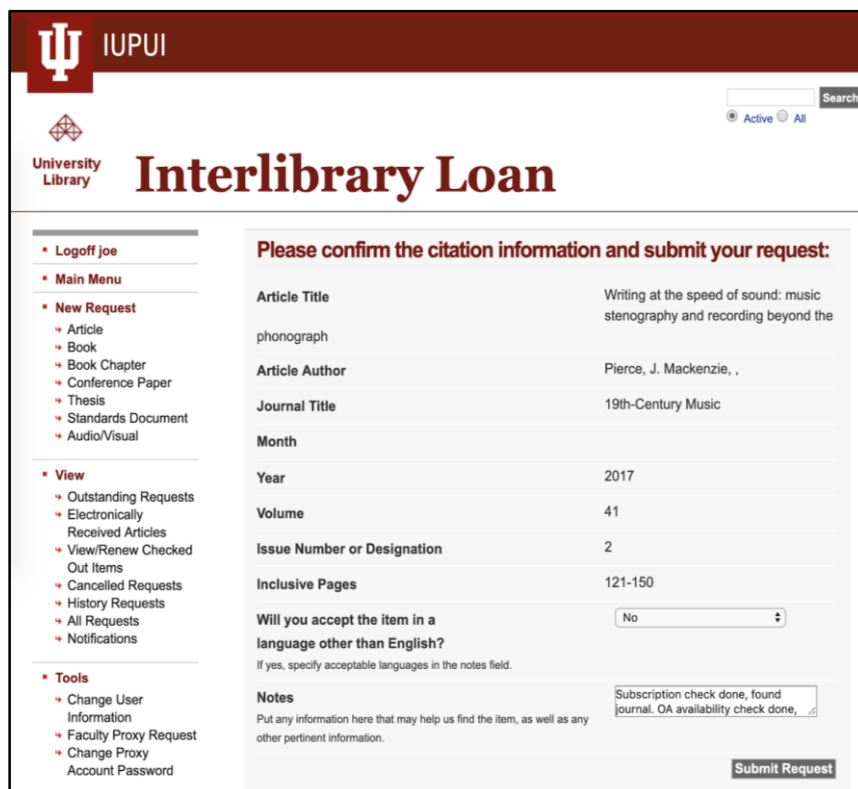 IUPUI
Search
Active All
University
Library
Interlibrary Loan
Logoff joe
Main Menu
New Request
Article
Book
Book Chapter
Conference Paper
Thesis
Standards Document
Audio/Visual
View
Outstanding Requests
Electronically
Received Articles
View/Renew Checked
Out Items
Cancelled Requests
History Requests
All Requests
Notifications
Tools
Change User
Information
Faculty Proxy Request
Change Proxy
Account Password
Please confirm the citation information and submit your request:
Article Title Writing at the speed of sound: music
stenography and recording beyond the
phonograph
Article Author Pierce, J. Mackenzie, ,
Journal Title 19th-Century Music
Month
Year 2017
Volume 41
Issue Number or Designation 2
Inclusive Pages 121-150
Will you accept the item in a No
language other than English?
If yes, specify acceptable languages in the notes field.
Notes Subscription check done, found
journal. OA availability check done,
Put any information here that may help us find the item, as well as any
other pertinent information.
Submit Request